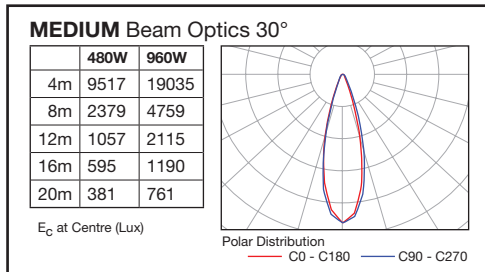 MEDIUM Beam Optics 30°
480W 960W
4m 9517 19035
8m 2379 4759
12m 1057 2115
16m 595 1190
20m 381 761
EC at Centre (Lux)
Polar Distribution
C0 - C180 C90 - C270